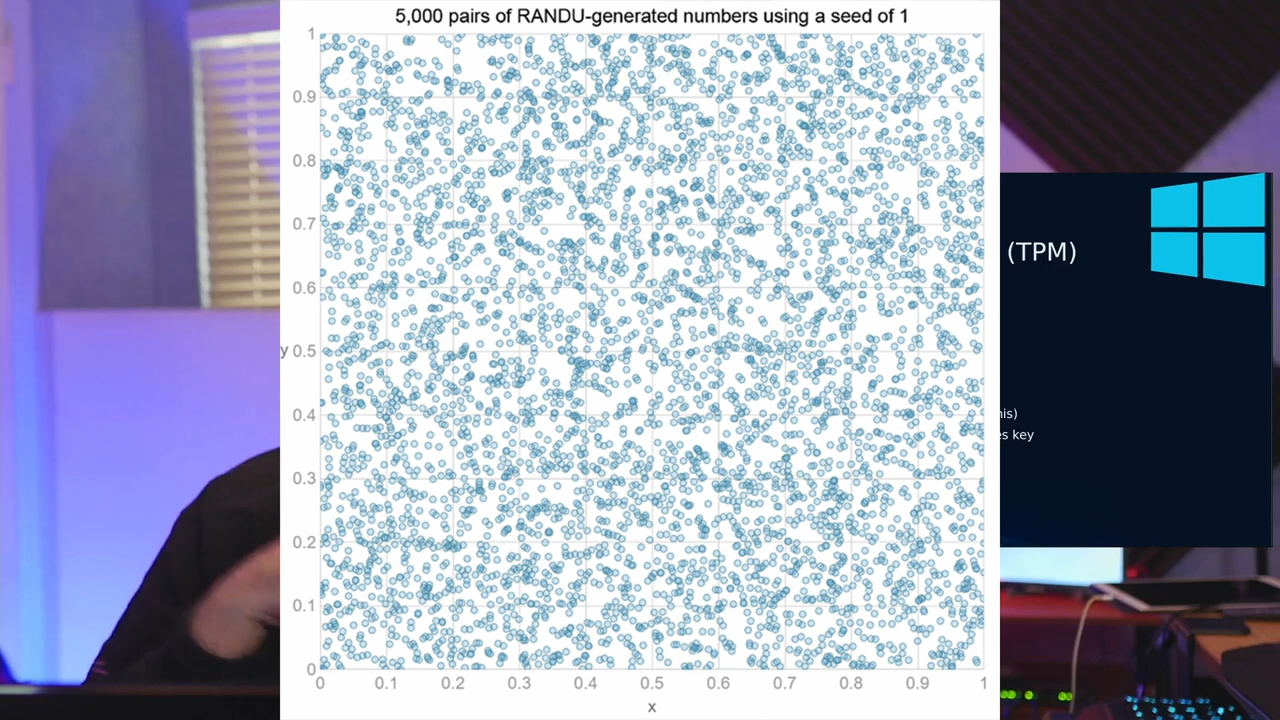 5,000 pairs of RANDU-generated numbers using a seed of 1
1
0.9
0.8
0.7
0.6
y 0.5
0.4
0.3
0.2
0.1
0
0 0.1 0.2 0.3 0.4 0.5 0.6 0.7 0.8 0.9 1
x
(TPM)
key